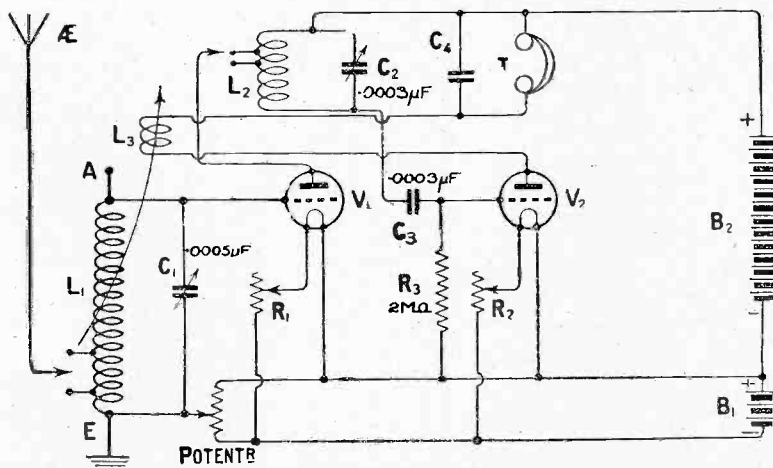 Æ
L₂
C₂
·0003µF
C₄
T
L₃
+
A
V₁
·0003µF
C₃
V₂
B₂
·0005µF
C₁
L₁
R₁
R₃
2MΩ
R₂
-
+
B₁
-
E
POTENTR